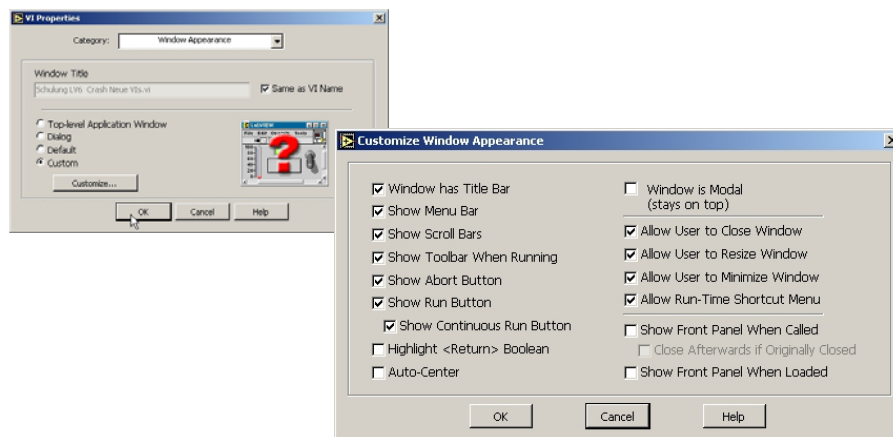 VI Properties
Category: Window Appearance
Window Title
Schulung LV6 Crash Neue VIs.vi
Same as VI Name
Top-level Application Window
Dialog
Default
Custom
Customize...
OK Cancel Help
Customize Window Appearance
Window has Title Bar
Show Menu Bar
Show Scroll Bars
Show Toolbar When Running
Show Abort Button
Show Run Button
Show Continuous Run Button
Highlight <Return> Boolean
Auto-Center
Window is Modal
(stays on top)
Allow User to Close Window
Allow User to Resize Window
Allow User to Minimize Window
Allow Run-Time Shortcut Menu
Show Front Panel When Called
Close Afterwards if Originally Closed
Show Front Panel When Loaded
OK Cancel Help